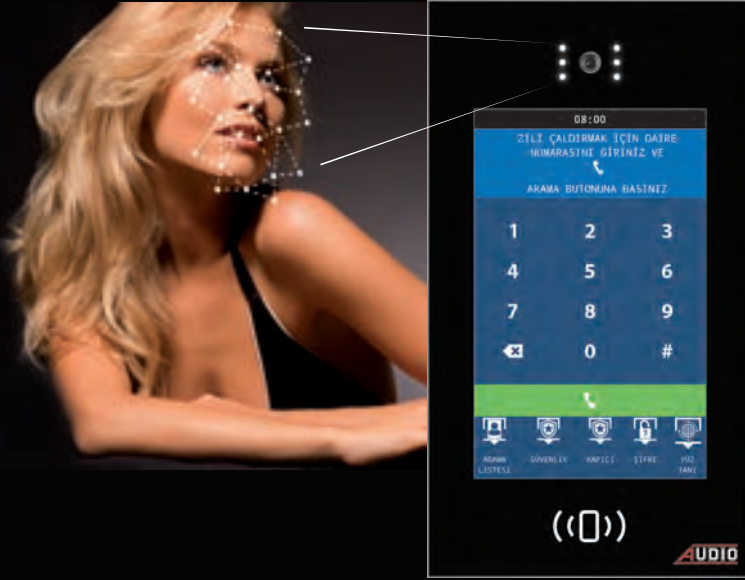 08:00
ZİLİ ÇALDIRMAK İÇİN DAİRE
NUMARASINI GİRİNİZ VE
ARAMA BUTONUNA BASINIZ
1 2 3
4 5 6
7 8 9
0 #
ARAMA LİSTESİ
GÜVENLİK
KAPICI
ŞİFRE
YÜZ TANI
AUDIO